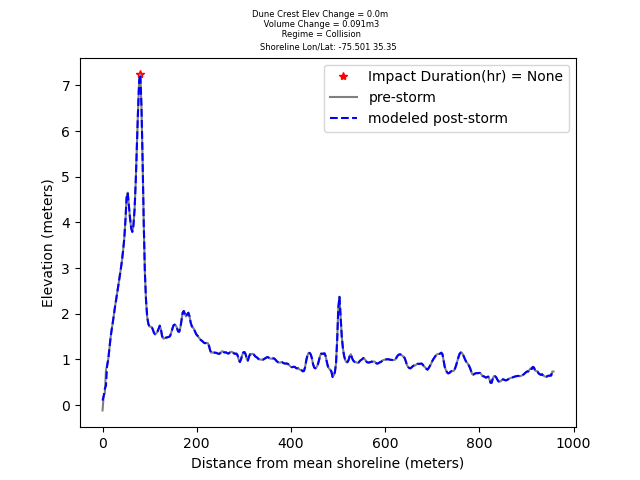 Dune Crest Elev Change = 0.0m
Volume Change = 0.091m3
Regime = Collision
Shoreline Lon/Lat: -75.501 35.35
Impact Duration(hr) = None
pre-storm
modeled post-storm
Elevation (meters)
7
6
5
4
3
2
1
0
0 200 400 600 800 1000
Distance from mean shoreline (meters)